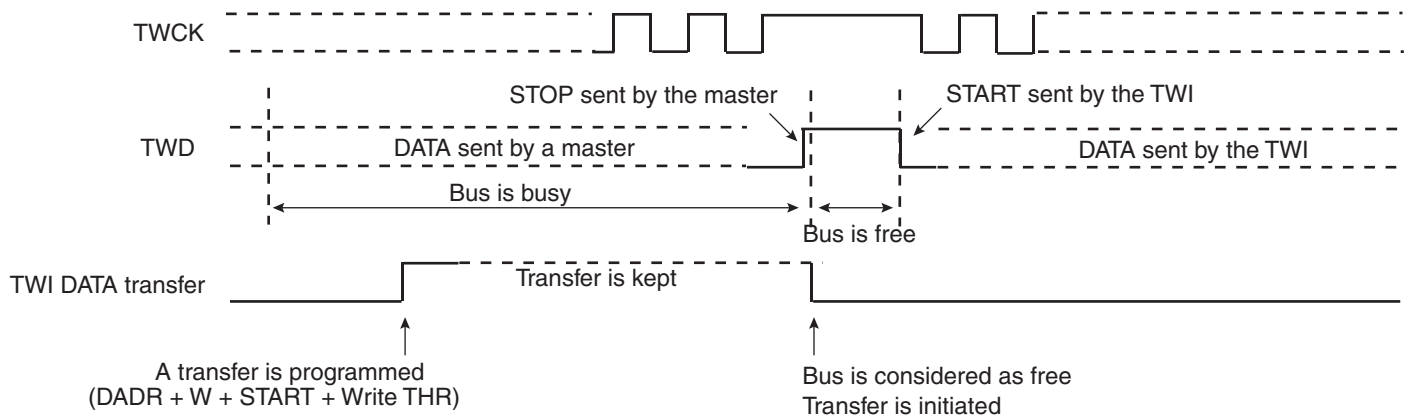 TWCK
STOP sent by the master
START sent by the TWI
TWD
DATA sent by a master
DATA sent by the TWI
Bus is busy
Bus is free
TWI DATA transfer
Transfer is kept
A transfer is programmed
(DADR + W + START + Write THR)
Bus is considered as free
Transfer is initiated